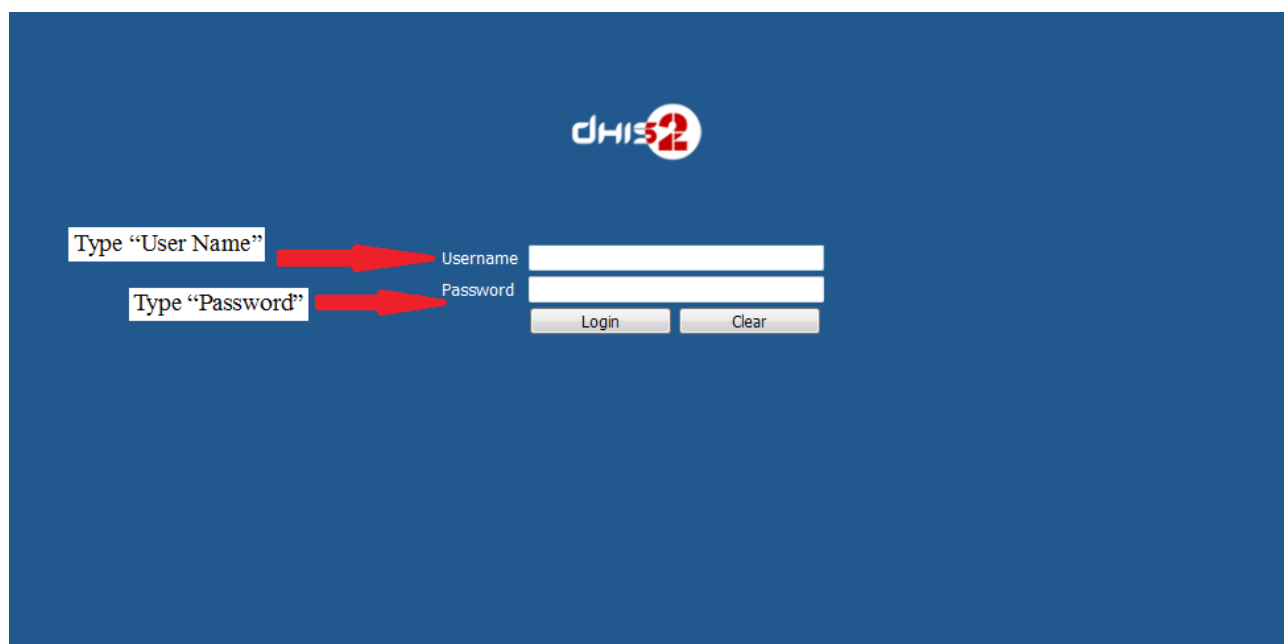 dHIS2
Type “User Name”
Username
Type “Password”
Password
Login Clear